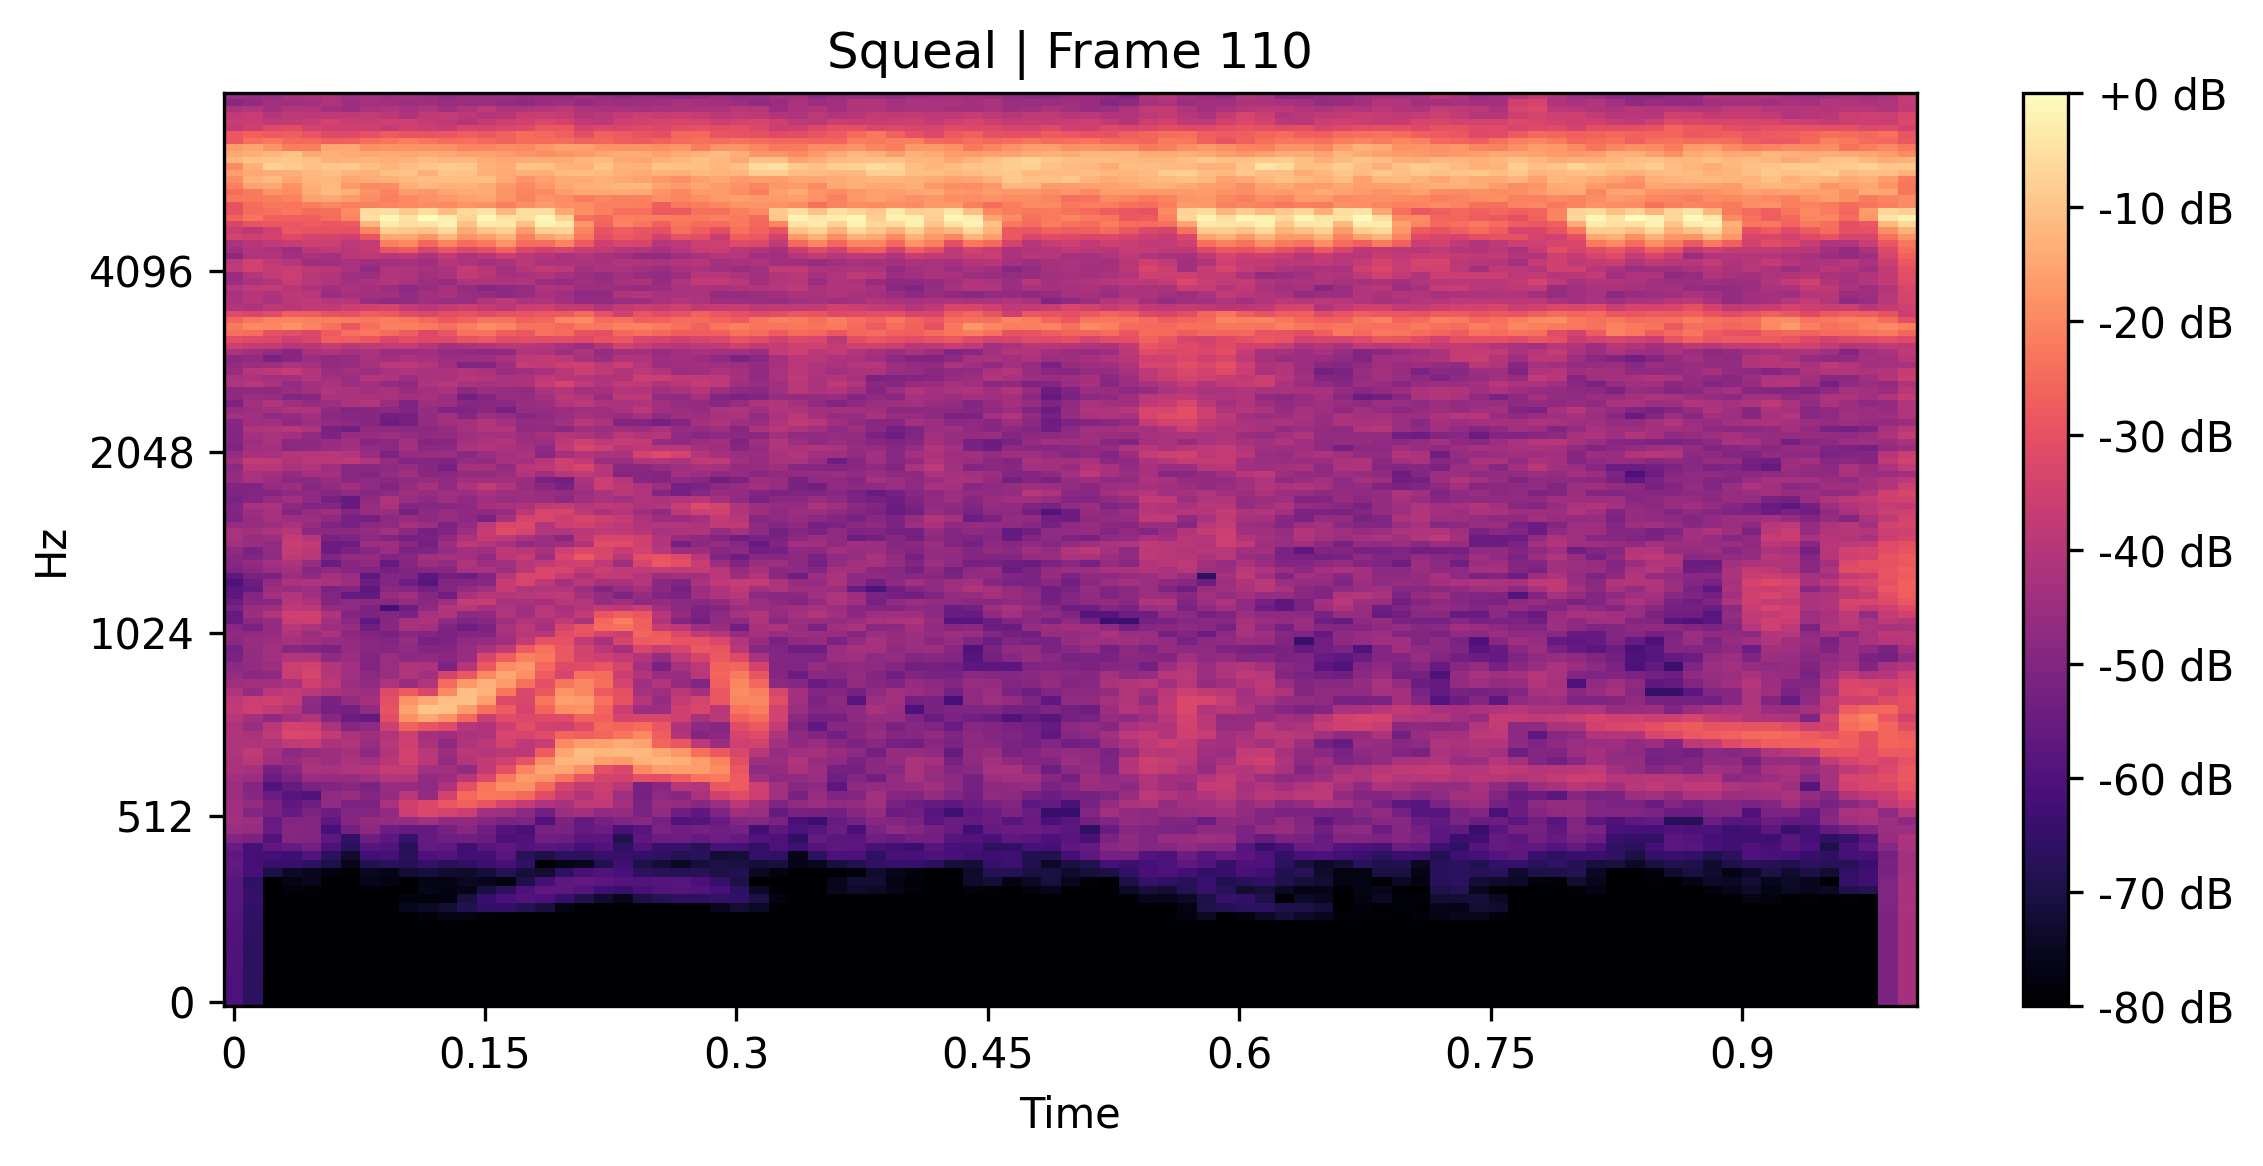 Squeal | Frame 110
+0 dB
-10 dB
-20 dB
-30 dB
-40 dB
-50 dB
-60 dB
-70 dB
-80 dB
4096
2048
1024
512
0
Hz
0 0.15 0.3 0.45 0.6 0.75 0.9
Time